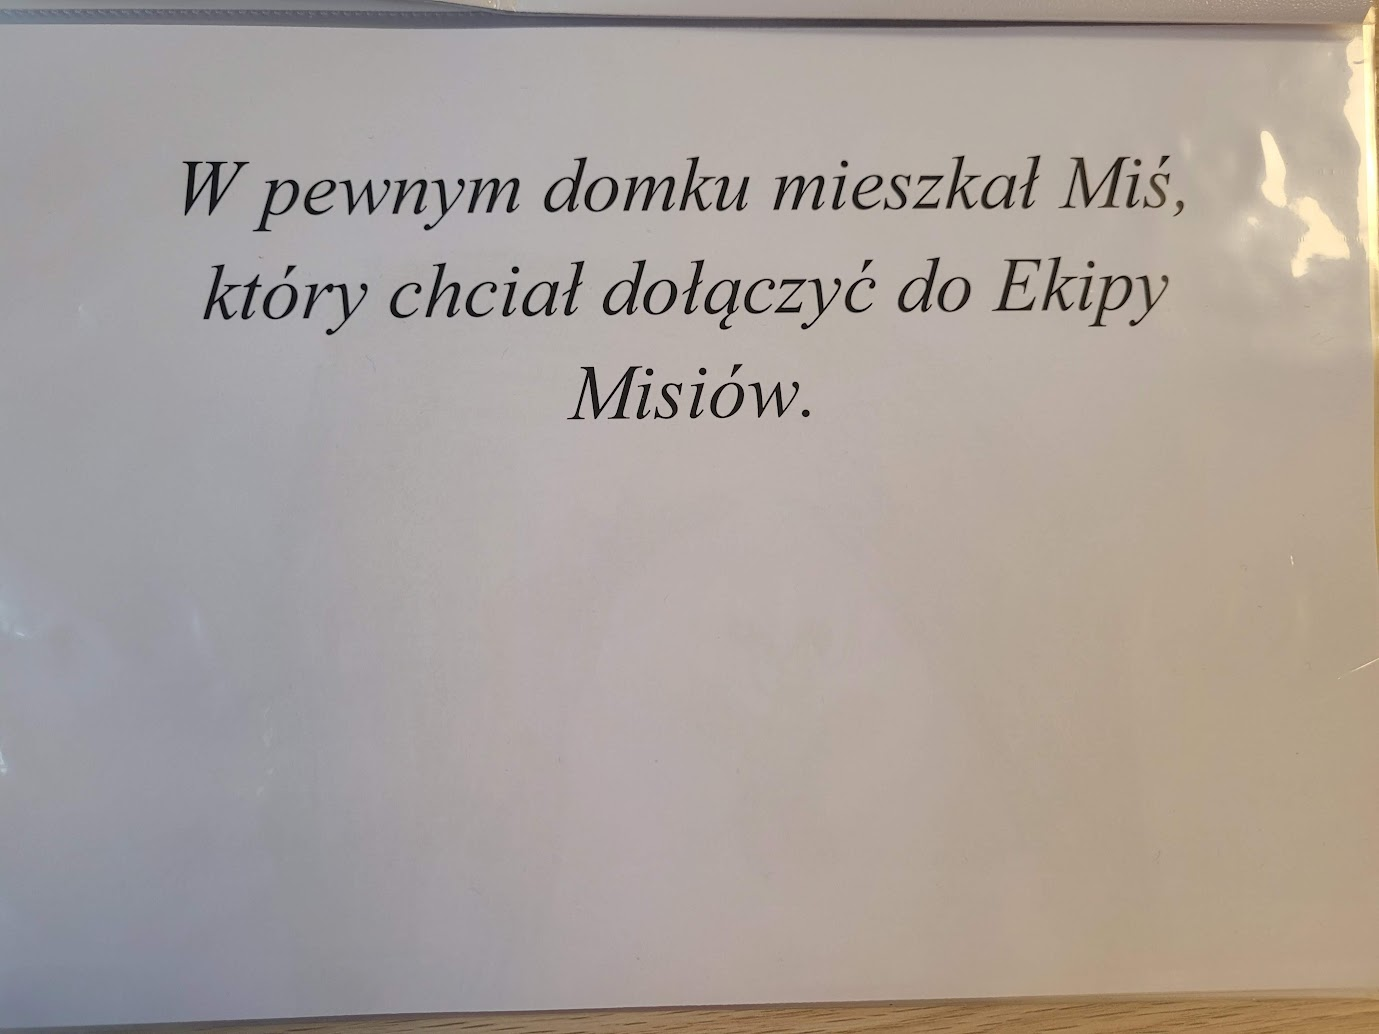 W pewnym domku mieszkał Miś,
który chciał dołączyć do Ekipy
Misiów.